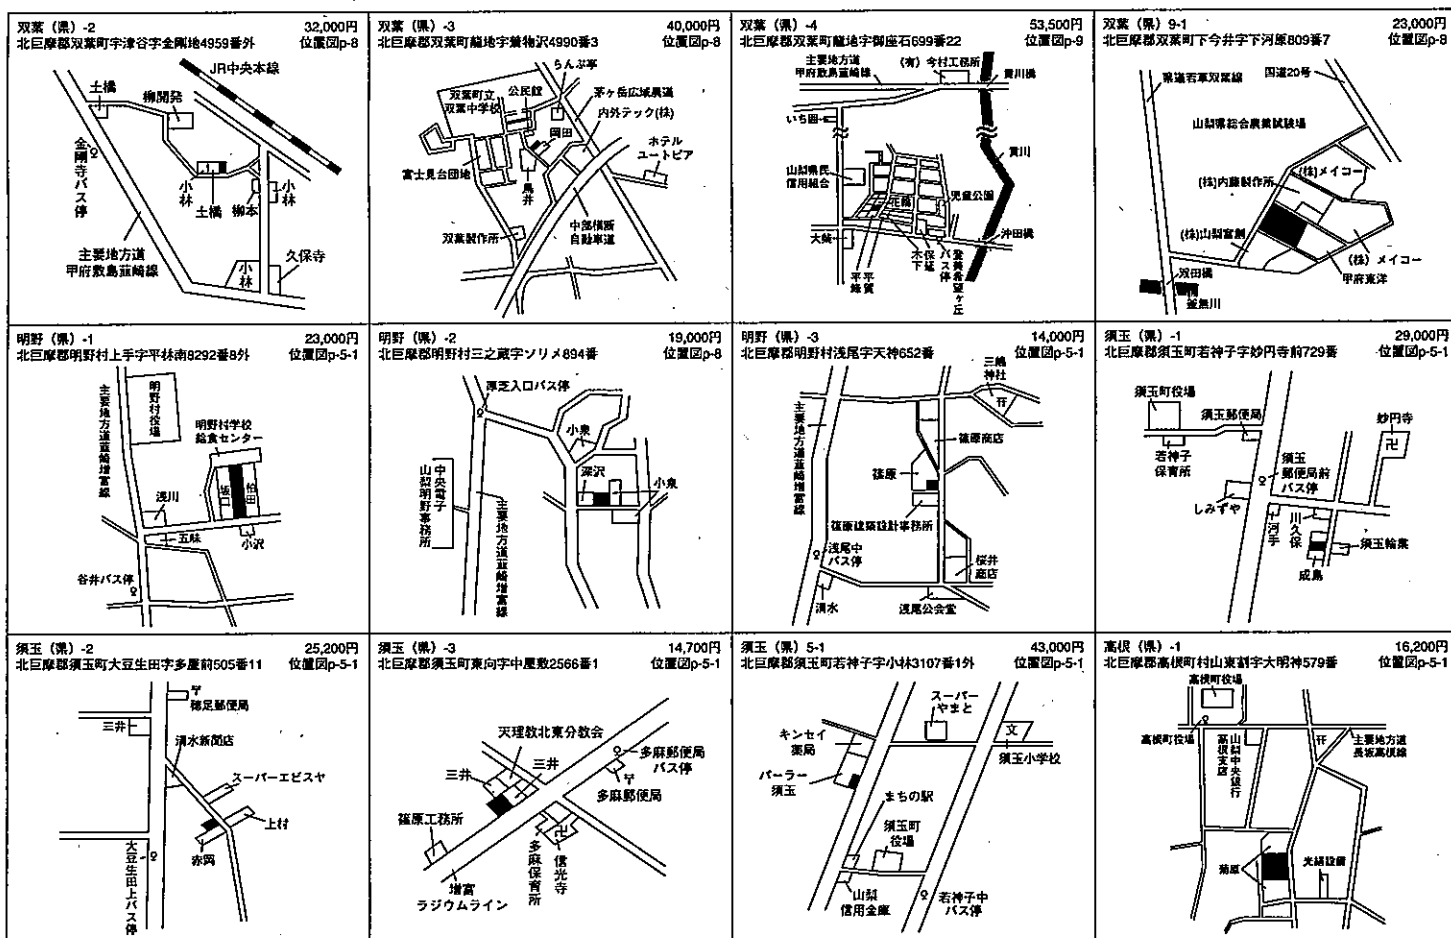 双葉（県）-2　32,000円
北巨摩郡双葉町宇津谷字金剛地4959番外　位置図p-8
JR中央本線
土橋
柳開発
金剛寺バス停
小林
土橋
柳本
小林
主要地方道
甲府敷島韮崎線
小林
久保寺
双葉（県）-3　40,000円
北巨摩郡双葉町龍地字着物沢4990番3　位置図p-8
らんぷ亭
双葉町立
双葉中学校
公民館
茅ヶ岳広域農道
内外テック(株)
岡田
ホテル
ユートピア
富士見台団地
馬井
双葉製作所
中部横断
自動車道
双葉（県）-4　53,500円
北巨摩郡双葉町龍地字御座石699番22　位置図p-9
主要地方道
甲府敷島韮崎線
(有) 今村工務所
貢川橋
いち圏
貢川
山梨県民
信用組合
児童公園
花輪
大柴
平賀
木下
保延
バス停
登美希望ヶ丘
沖田橋
双葉（県）9-1　23,000円
北巨摩郡双葉町下今井字下河原809番7　位置図p-8
県道若草双葉線
国道20号
山梨県総合農業試験場
(株)メイコー
(株)内藤製作所
(株)山梨富創
(株) メイコー
甲府東洋
双田橋
釜無川
明野（県）-1　23,000円
北巨摩郡明野村上手字平林南8292番8外　位置図p-5-1
主要地方道韮崎増富線
明野村役場
明野村学校
給食センター
浅川
坂口
柏田
五味
小沢
谷井バス停
明野（県）-2　19,000円
北巨摩郡明野村三之蔵字ソリメ894番　位置図p-8
厚芝入口バス停
小泉
深沢
小泉
中央電子
山梨明野事務所
主要地方道韮崎増富線
明野（県）-3　14,000円
北巨摩郡明野村浅尾字天神652番　位置図p-5-1
三嶋
神社
主要地方道韮崎増富線
篠原商店
篠原
篠原建築設計事務所
浅尾中
バス停
桜井
商店
清水
浅尾公会堂
須玉（県）-1　29,000円
北巨摩郡須玉町若神子字妙円寺前729番　位置図p-5-1
須玉町役場
須玉郵便局
妙円寺
若神子
保育所
須玉
郵便局前
バス停
しみずや
河手
川久保
須玉輪業
成島
須玉（県）-2　25,200円
北巨摩郡須玉町大豆生田字多屋前505番11　位置図p-5-1
〒
穂足郵便局
三井
清水新聞店
スーパーエビスヤ
上村
赤岡
大豆生田上バス停
須玉（県）-3　14,700円
北巨摩郡須玉町東向字中屋敷2566番1　位置図p-5-1
天理教北東分教会
三井
三井
多麻郵便局
バス停
〒
多麻郵便局
篠原工務所
多麻保育所
信光寺
増富
ラジウムライン
須玉（県）5-1　43,000円
北巨摩郡須玉町若神子字小林3107番1外　位置図p-5-1
スーパー
やまと
キンセイ
薬局
文
須玉小学校
パーラー
須玉
まちの駅
須玉町
役場
山梨
信用金庫
若神子中
バス停
高根（県）-1　16,200円
北巨摩郡高根町村山東割字大明神579番　位置図p-5-1
高根町役場
高根町役場
山梨中央銀行
高根支店
主要地方道
長坂高根線
菊原
光緒設備